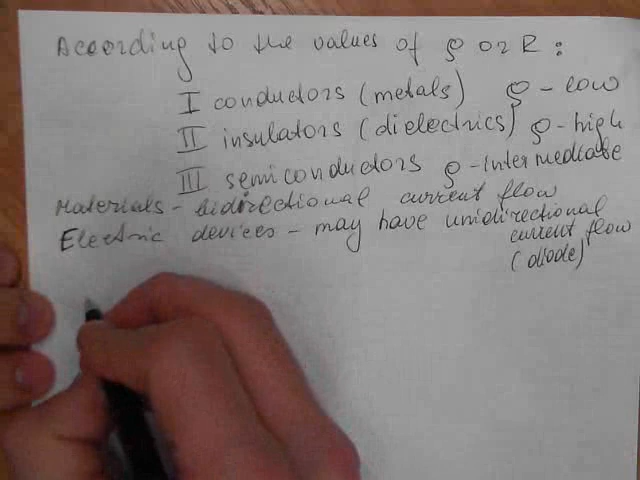 According to the values of ρ or R :
I conductors (metals) ρ - low
II insulators (dielectrics) ρ - high
III semiconductors ρ - intermediate
Materials - bidirectional current flow
Electric devices - may have unidirectional
current flow
(diode)